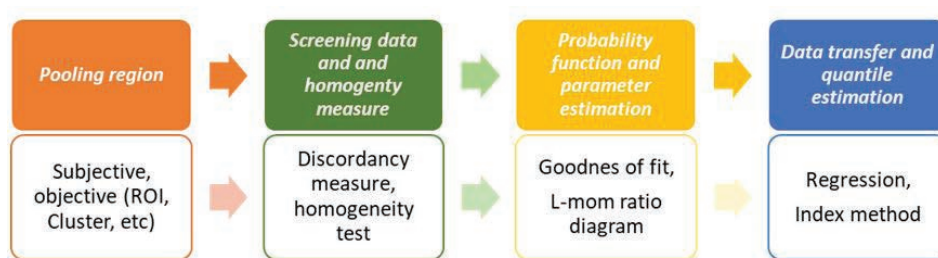 Pooling region
Screening data
and and
homogenty
measure
Probability
function and
parameter
estimation
Data transfer and
quantile
estimation
Subjective,
objective (ROI,
Cluster, etc)
Discordancy
measure,
homogeneity
test
Goodnes of fit,
L-mom ratio
diagram
Regression,
Index method